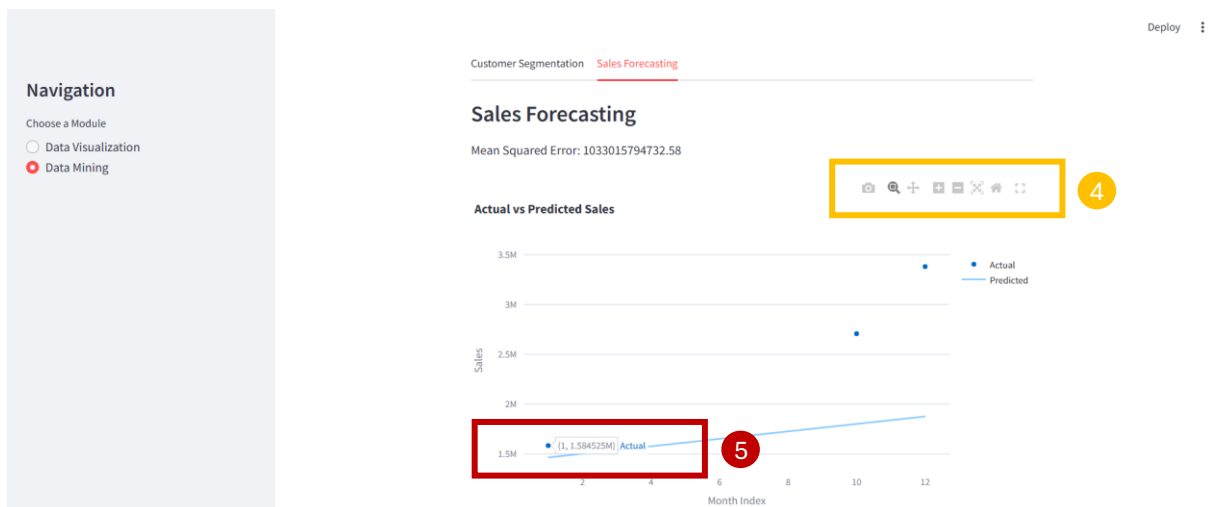 Deploy
Navigation
Choose a Module
Data Visualization
Data Mining
Customer Segmentation Sales Forecasting
Sales Forecasting
Mean Squared Error: 1033015794732.58
4
Actual vs Predicted Sales
3.5M
3M
2.5M
2M
1.5M
Sales
Actual
Predicted
(1, 1.584525M) Actual
5
2 4 6 8 10 12
Month Index